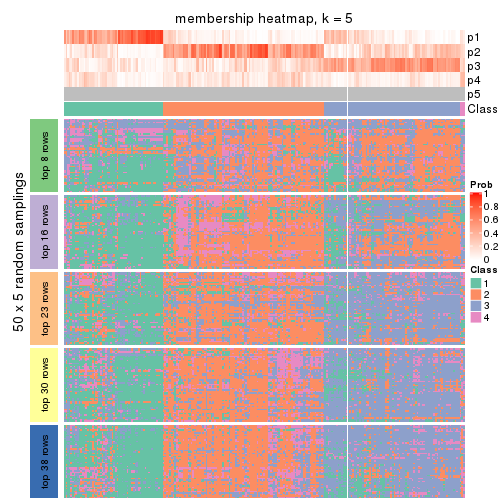 membership heatmap, k = 5
p1
p2
p3
p4
p5
Class
50 x 5 random samplings
top 8 rows
top 16 rows
top 23 rows
top 30 rows
top 38 rows
Prob
1
0.8
0.6
0.4
0.2
0
Class
1
2
3
4